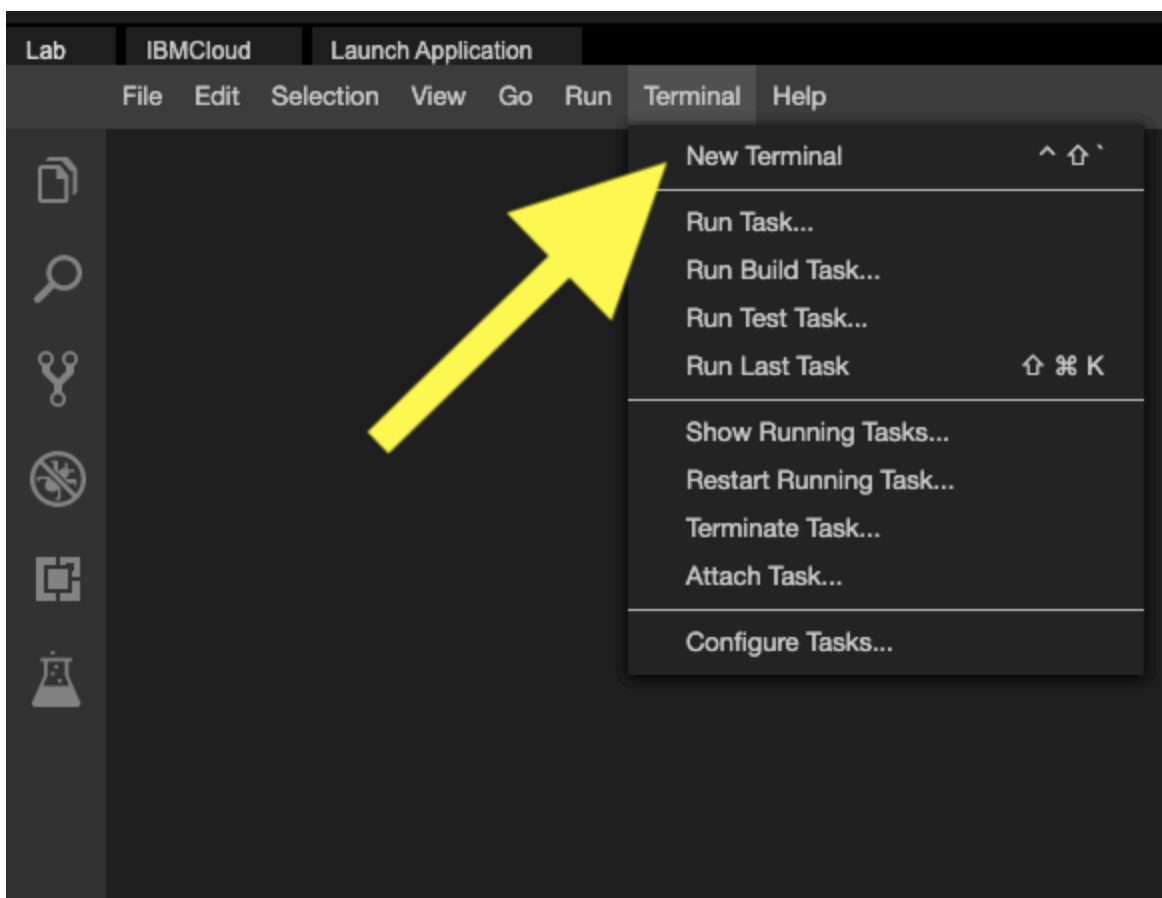 Lab IBMCloud Launch Application
File Edit Selection View Go Run Terminal Help
New Terminal ^ ⇧ `
Run Task...
Run Build Task...
Run Test Task...
Run Last Task ⇧ ⌘ K
Show Running Tasks...
Restart Running Task...
Terminate Task...
Attach Task...
Configure Tasks...